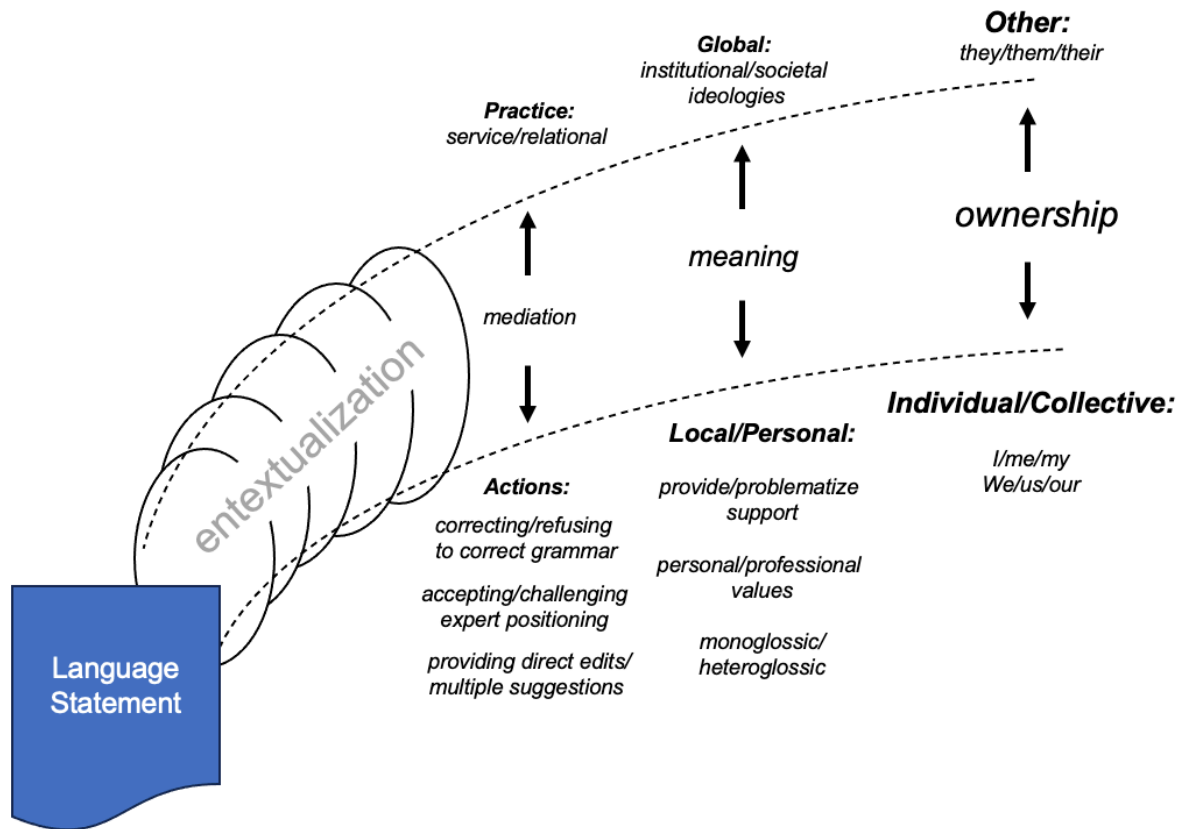 Other:
they/them/their
Global:
institutional/societal
ideologies
Practice:
service/relational
ownership
meaning
mediation
entextualization
Individual/Collective:
I/me/my
We/us/our
Local/Personal:
provide/problematize
support
personal/professional
values
monoglossic/
heteroglossic
Actions:
correcting/refusing
to correct grammar
accepting/challenging
expert positioning
providing direct edits/
multiple suggestions
Language
Statement